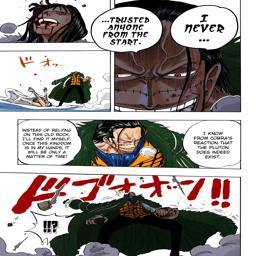 I
NEVER
...
...TRUSTED
ANYONE
FROM THE
START.
ドォ...
I KNOW
FROM COBRA'S
REACTION THAT
THE PLUTON
DOES INDEED
EXIST.
INSTEAD OF RELYING
ON THIS OLD BOOK,
I'LL FIND IT MYSELF,
ONCE THIS KINGDOM
IS IN MY HANDS, IT
WILL BE ONLY A
MATTER OF TIME!
ドゴオオン!!
!!?